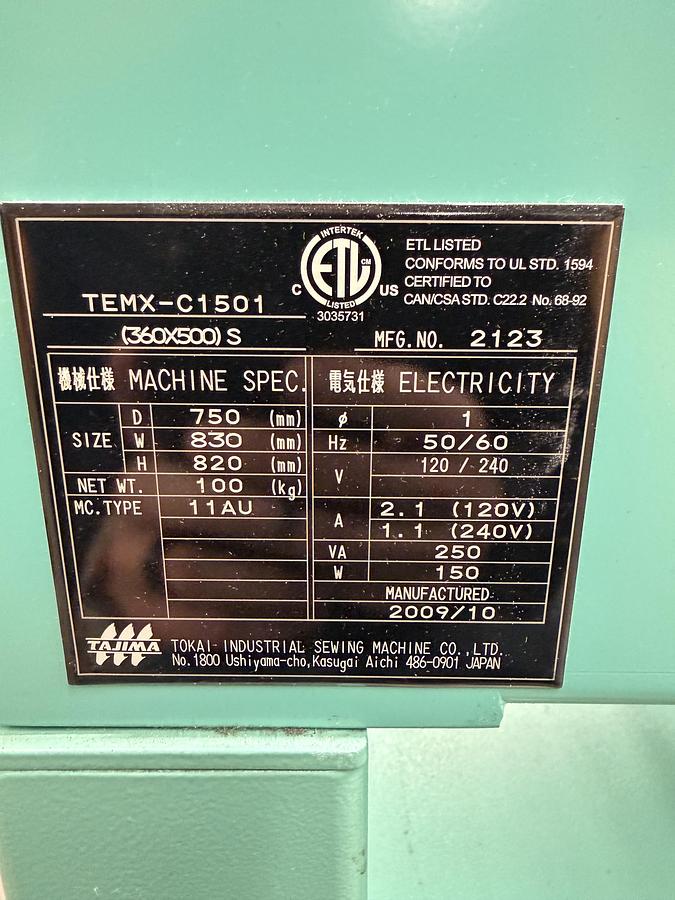 INTERTEK
ETL CM
C US
LISTED
3035731
ETL LISTED
CONFORMS TO UL STD. 1594
CERTIFIED TO
CAN/CSA STD. C22.2 No. 68-92
TEMX-C1501
(360X500) S
MFG.NO. 2123
機械仕様 MACHINE SPEC.
SIZE D 750 (mm)
W 830 (mm)
H 820 (mm)
NET WT. 100 (kg)
MC.TYPE 11AU
電気仕様 ELECTRICITY
ø 1
Hz 50/60
V 120 / 240
A 2.1 (120V)
1.1 (240V)
VA 250
W 150
MANUFACTURED
2009/10
TAJIMA
TOKAI INDUSTRIAL SEWING MACHINE CO.,LTD.
No.1800 Ushiyama-cho,Kasugai Aichi 486-0901 JAPAN